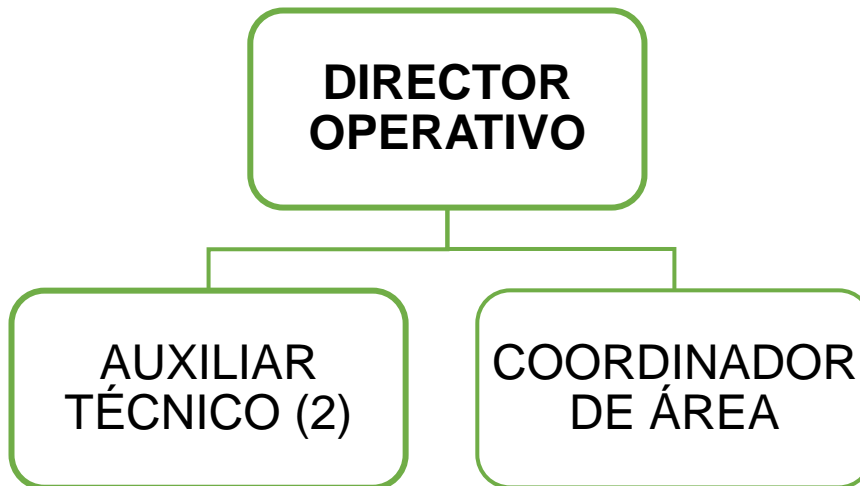 DIRECTOR
OPERATIVO
AUXILIAR
TÉCNICO (2)
COORDINADOR
DE ÁREA